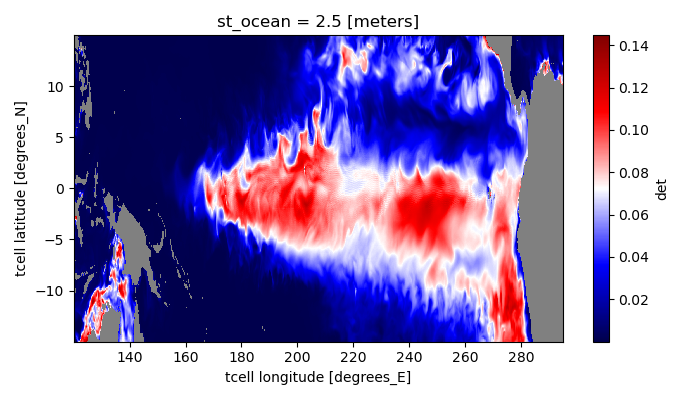 st_ocean = 2.5 [meters]
10
5
0
−5
−10
tcell latitude [degrees_N]
140 160 180 200 220 240 260 280
tcell longitude [degrees_E]
0.14
0.12
0.10
0.08
0.06
0.04
0.02
det